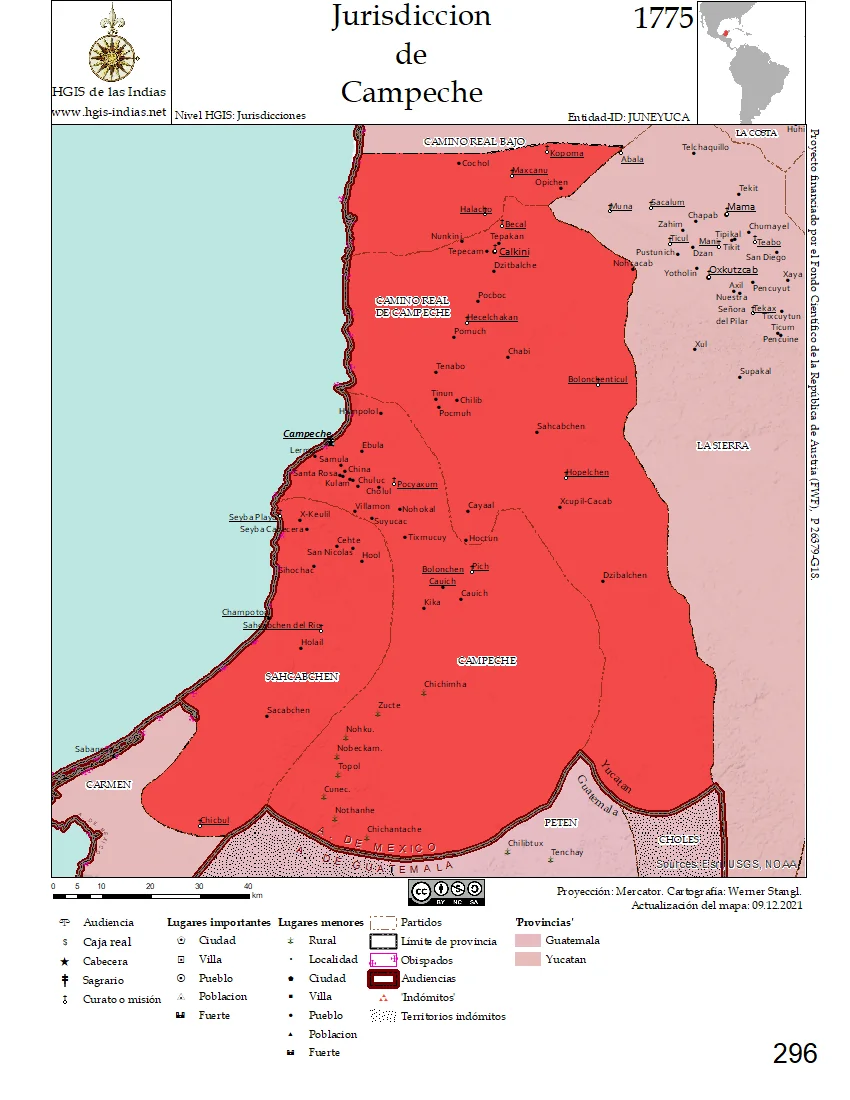 Jurisdiccion
de
Campeche
1775
HGIS de las Indias
www.hgis-indias.net
Nivel HGIS: Jurisdicciones
Entidad-ID: JUNEYUCA
CAMINO REAL BAJO
LA COSTA
Huhi
Kopoma
Abala
Telchaquillo
Cochol
Maxcanu
Opichen
Tekit
Halacho
Muna
Sacalum
Mama
Becal
Chapab
Zahim
Chumayel
Nunkini
Tepakan
Ticul
Mani
Tipikal
Tikit
Teabo
Tepecam
Calkini
Pustunich
Dzan
San Diego
Dzitbalche
Nohcacab
Yotholin
Oxkutzcab
Xaya
Axil
Pencuyut
Pocboc
Nuestra
Señora
del Pilar
Tekax
Tixcuytun
CAMINO REAL
DE CAMPECHE
Hecelchakan
Ticum
Pomuch
Pencuine
Xul
Chabi
Tenabo
Supakal
Bolonchenticul
Tinun
Chilib
Hampolol
Pocmuh
Sahcabchen
Campeche
Ebula
LA SIERRA
Lerma
Samula
China
Santa Rosa
Kulam
Chuluc
Cholul
Pocyaxum
Hopelchen
Villamon
Nohokal
Cayaal
Xcupil-Cacab
Seyba Playa
X-Keulil
Suyucac
Seyba Cabecera
Cehte
Tixmucuy
Hoctun
San Nicolas
Hool
Sihochac
Bolonchen
Cauich
Pich
Dzibalchen
Cauich
Kika
Champoton
Sahcabchen del Rio
Holail
CAMPECHE
SAHCABCHEN
Chichimha
Zucte
Sacabchen
Nohku.
Nobeckam.
Topol
CARMEN
Cunec.
Nothanhe
Chicbul
Chichantache
Yucatan
Guatemala
PETEN
CHOLES
Chilibtux
Tenchay
A. DE MEXICO
A. DE GUATEMALA
Sources: Esri, USGS, NOAA
Proyecto financiado por el Fondo Científico de la República de Austria (FWF), P 26379-G18.
0 5 10 20 30 40
km
CC BY NC SA
Proyección: Mercator. Cartografía: Werner Stangl.
Actualización del mapa: 09.12.2021
Audiencia
Caja real
Cabecera
Sagrario
Curato o misión
Lugares importantes
Ciudad
Villa
Pueblo
Poblacion
Fuerte
Lugares menores
Rural
Localidad
Ciudad
Villa
Pueblo
Poblacion
Fuerte
Partidos
Límite de provincia
Obispados
Audiencias
'Indómitos'
Territorios indómitos
'Provincias'
Guatemala
Yucatan
296